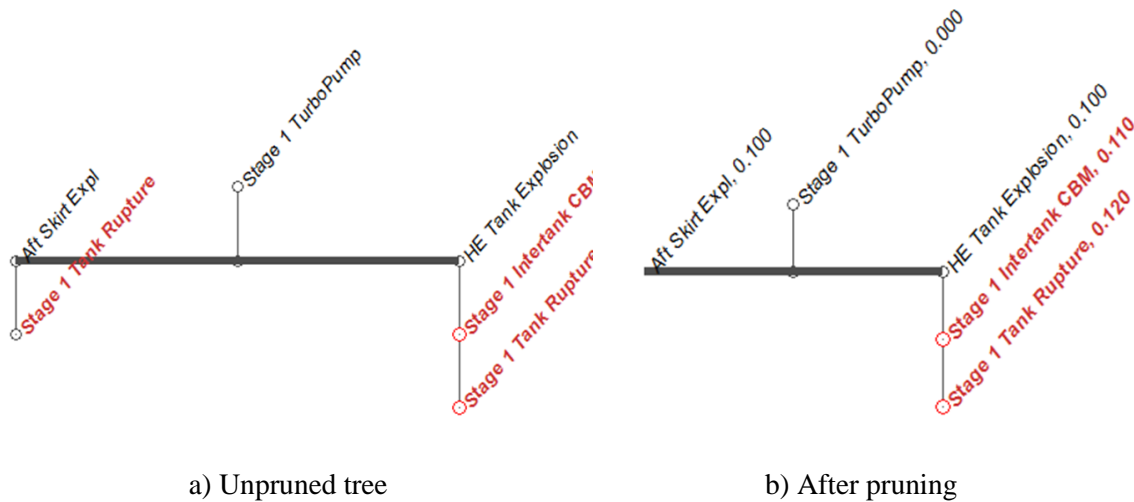 Aft Skirt Expl
Stage 1 Tank Rupture
Stage 1 TurboPump
HE Tank Explosion
Stage 1 Intertank CBM
Stage 1 Tank Rupture
Aft Skirt Expl, 0.100
Stage 1 TurboPump, 0.000
HE Tank Explosion, 0.100
Stage 1 Intertank CBM, 0.110
Stage 1 Tank Rupture, 0.120
a) Unpruned tree
b) After pruning